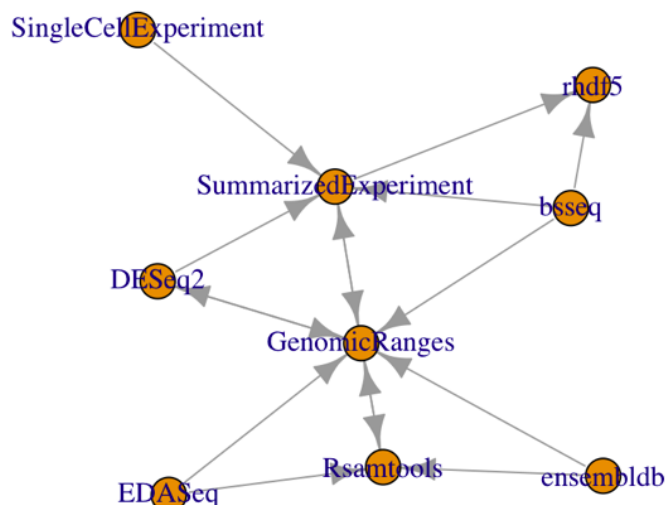 SingleCellExperiment
rhdf5
SummarizedExperiment
bsseq
DESeq2
GenomicRanges
Rsamtools
ensembldb
EDASeq